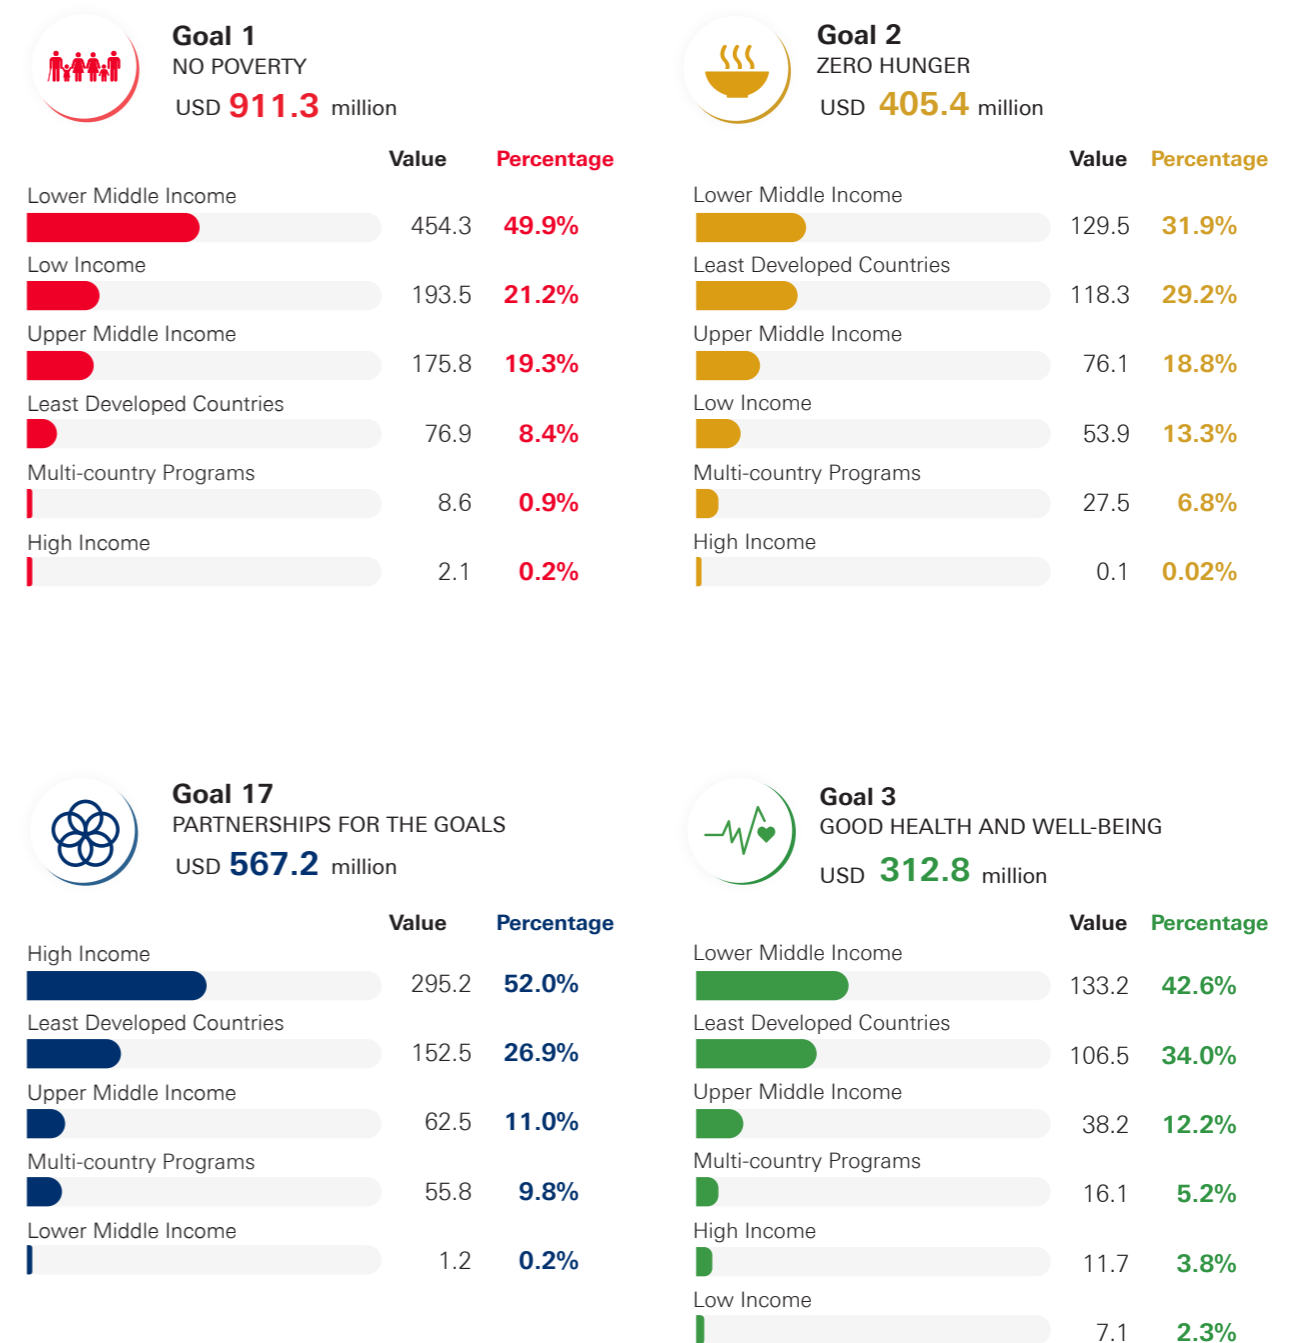 Goal 1
NO POVERTY
USD 911.3 million
Value Percentage
Lower Middle Income
454.3 49.9%
Low Income
193.5 21.2%
Upper Middle Income
175.8 19.3%
Least Developed Countries
76.9 8.4%
Multi-country Programs
8.6 0.9%
High Income
2.1 0.2%
Goal 2
ZERO HUNGER
USD 405.4 million
Value Percentage
Lower Middle Income
129.5 31.9%
Least Developed Countries
118.3 29.2%
Upper Middle Income
76.1 18.8%
Low Income
53.9 13.3%
Multi-country Programs
27.5 6.8%
High Income
0.1 0.02%
Goal 17
PARTNERSHIPS FOR THE GOALS
USD 567.2 million
Value Percentage
High Income
295.2 52.0%
Least Developed Countries
152.5 26.9%
Upper Middle Income
62.5 11.0%
Multi-country Programs
55.8 9.8%
Lower Middle Income
1.2 0.2%
Goal 3
GOOD HEALTH AND WELL-BEING
USD 312.8 million
Value Percentage
Lower Middle Income
133.2 42.6%
Least Developed Countries
106.5 34.0%
Upper Middle Income
38.2 12.2%
Multi-country Programs
16.1 5.2%
High Income
11.7 3.8%
Low Income
7.1 2.3%